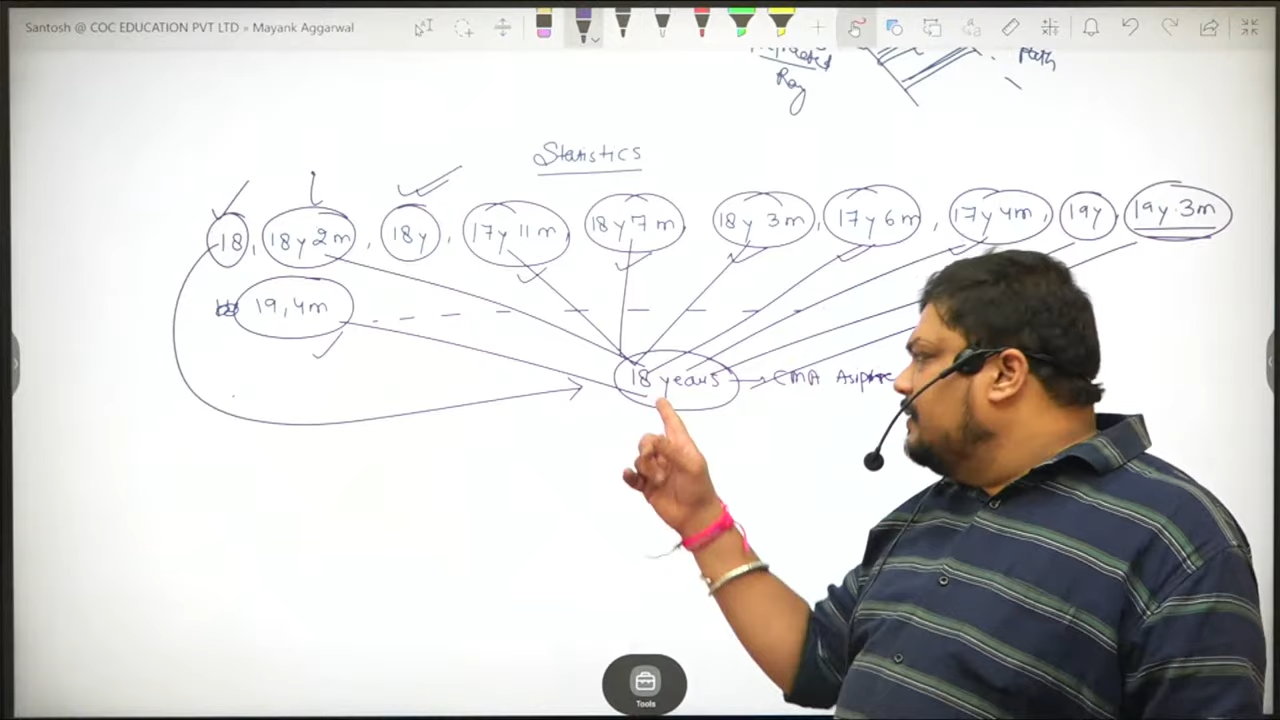 Santosh @ COC EDUCATION PVT LTD » Mayank Aggarwal
Ray
Path
Statistics
18, 18y 2m, 18y, 17y 11m, 18y 7m, 18y 3m, 17y 6m, 17y 4m, 19y, 19y 3m
19, 4m
18 years → CMA
Tools